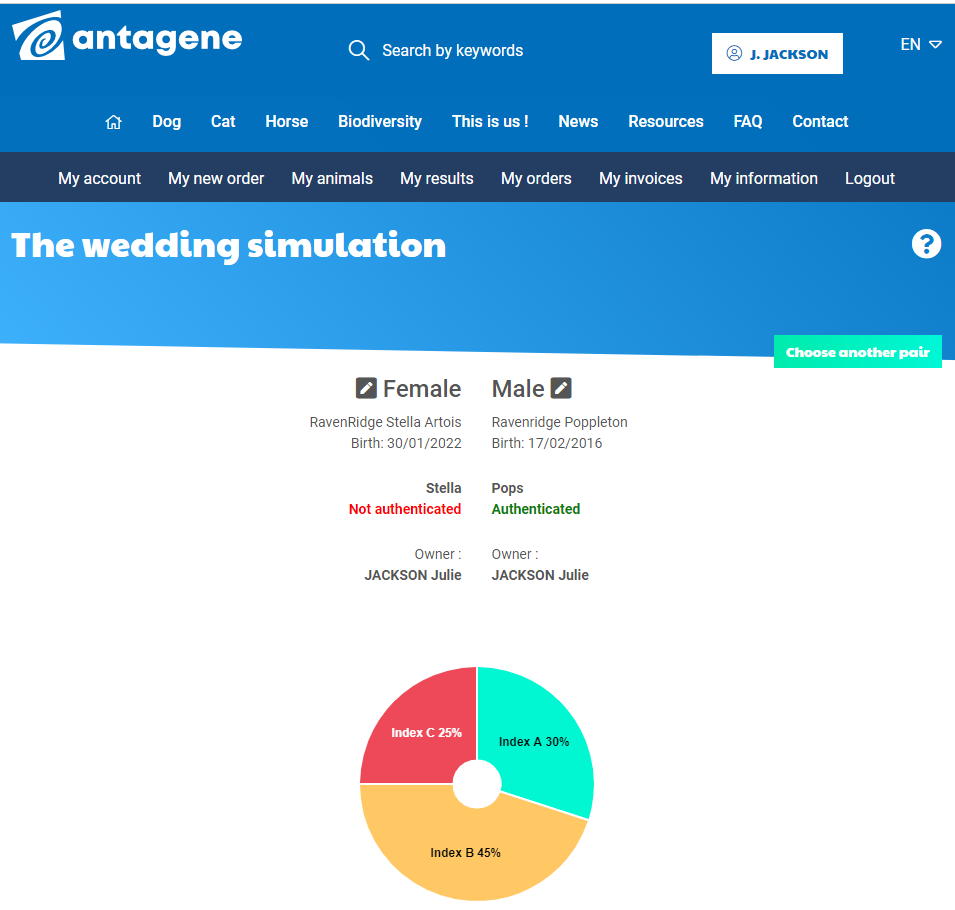 antagene
Search by keywords
J. JACKSON
EN
Dog Cat Horse Biodiversity This is us ! News Resources FAQ Contact
My account My new order My animals My results My orders My invoices My information Logout
The wedding simulation
?
Choose another pair
Female Male
RavenRidge Stella Artois Ravenridge Poppleton
Birth: 30/01/2022 Birth: 17/02/2016
Stella Pops
Not authenticated Authenticated
Owner : Owner :
JACKSON Julie JACKSON Julie
Index C 25%
Index A 30%
Index B 45%